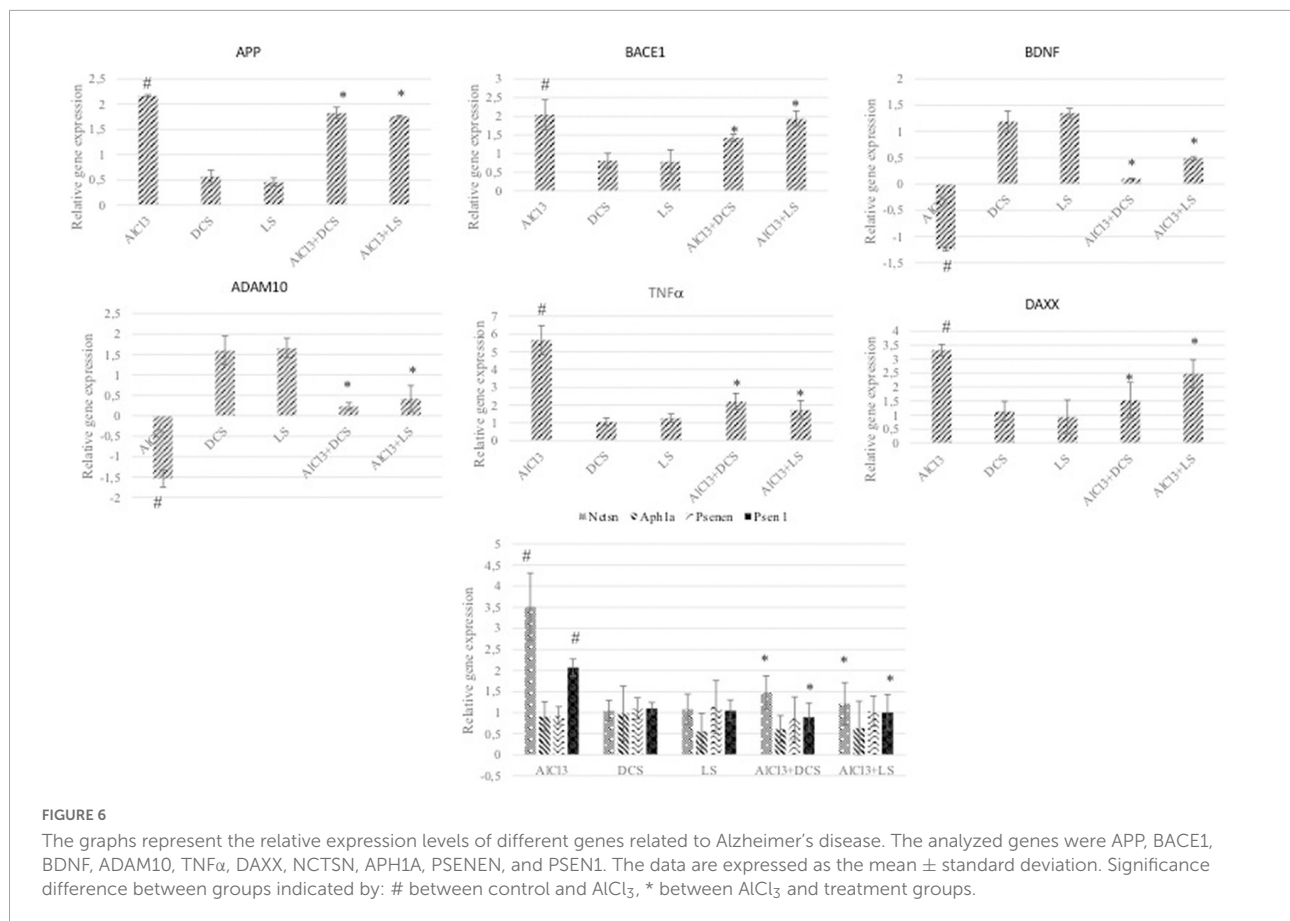 APP
Relative gene expression
2,5
2
1,5
1
0,5
0
#
*
*
AlCl3
DCS
LS
AlCl3+DCS
AlCl3+LS
BACE1
Relative gene expression
3
2,5
2
1,5
1
0,5
0
#
*
*
AlCl3
DCS
LS
AlCl3+DCS
AlCl3+LS
BDNF
Relative gene expression
2
1,5
1
0,5
0
-0,5
-1
-1,5
#
*
*
DCS
LS
AlCl3+DCS
AlCl3+LS
ADAM10
Relative gene expression
2,5
2
1,5
1
0,5
0
-0,5
-1
-1,5
-2
#
*
*
DCS
LS
AlCl3+DCS
AlCl3+LS
TNFα
Relative gene expression
7
6
5
4
3
2
1
0
#
*
*
AlCl3
DCS
LS
AlCl3+DCS
AlCl3+LS
DAXX
Relative gene expression
4
3,5
3
2,5
2
1,5
1
0,5
0
#
*
*
AlCl3
DCS
LS
AlCl3+DCS
AlCl3+LS
Nctsn Aph1a Psenen Psen1
Relative gene expression
5
4,5
4
3,5
3
2,5
2
1,5
1
0,5
0
-0,5
#
#
*
*
*
*
AlCl3 DCS LS AlCl3+DCS AlCl3+LS
FIGURE 6
The graphs represent the relative expression levels of different genes related to Alzheimer's disease. The analyzed genes were APP, BACE1,
BDNF, ADAM10, TNFα, DAXX, NCTSN, APH1A, PSENEN, and PSEN1. The data are expressed as the mean ± standard deviation. Significance
difference between groups indicated by: # between control and AlCl₃, * between AlCl₃ and treatment groups.